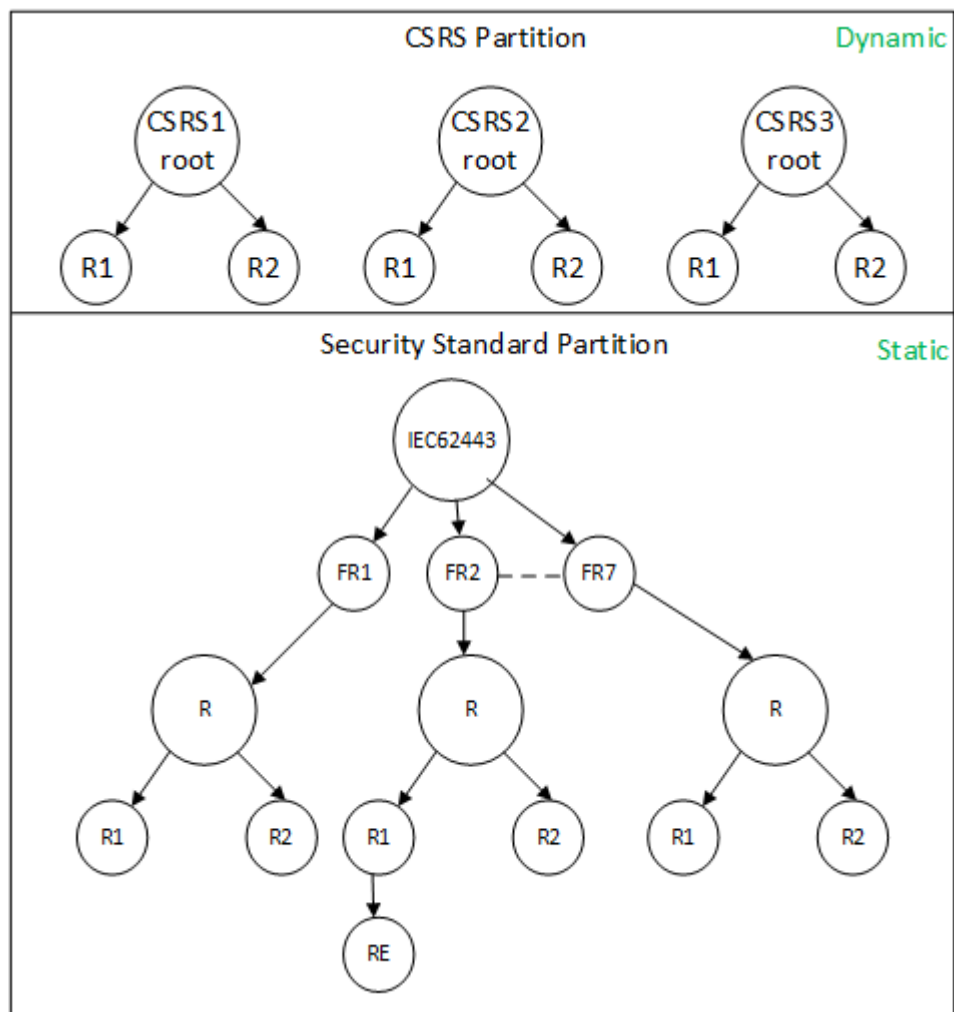 CSRS Partition
Dynamic
CSRS1
root
CSRS2
root
CSRS3
root
R1
R2
R1
R2
R1
R2
Security Standard Partition
Static
IEC62443
FR1
FR2
FR7
R
R
R
R1
R2
R1
R2
R1
R2
RE